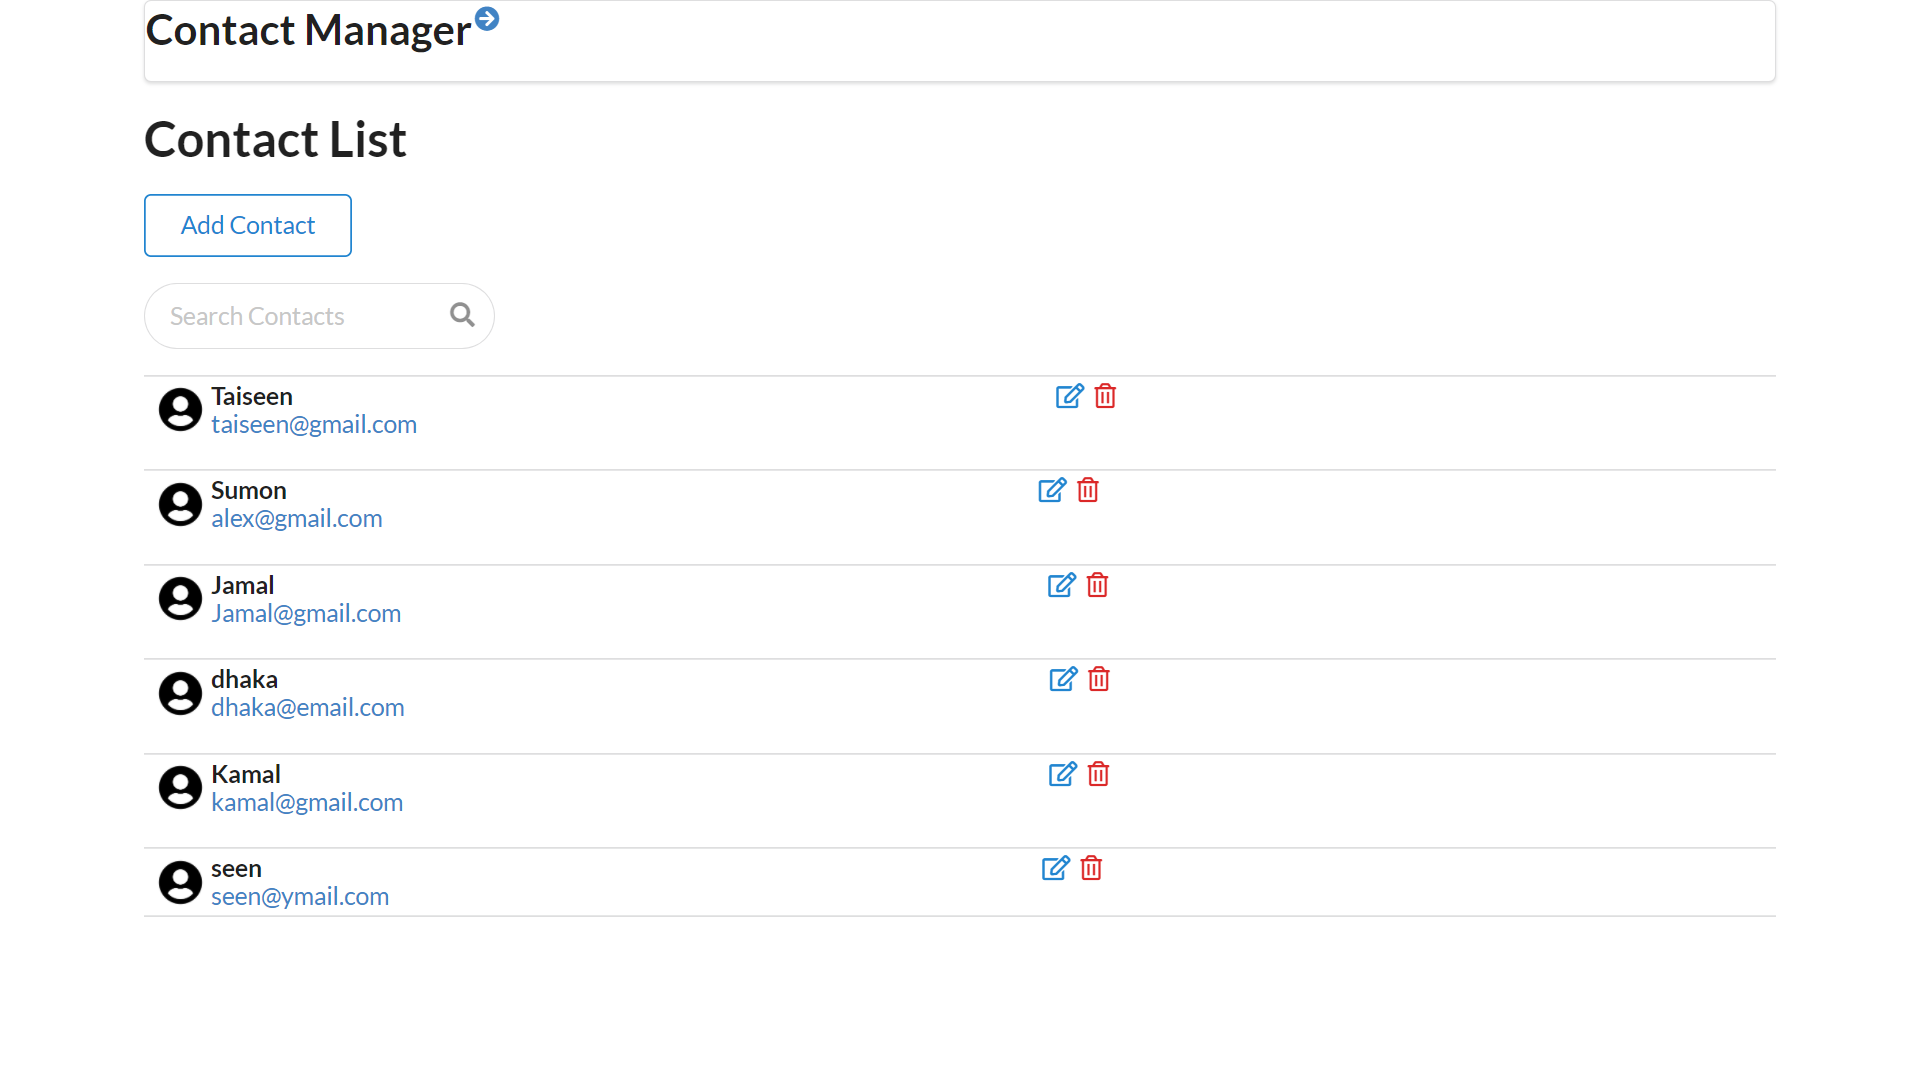 Contact Manager
Contact List
Add Contact
Search Contacts
Taiseen
taiseen@gmail.com
Sumon
alex@gmail.com
Jamal
Jamal@gmail.com
dhaka
dhaka@email.com
Kamal
kamal@gmail.com
seen
seen@ymail.com